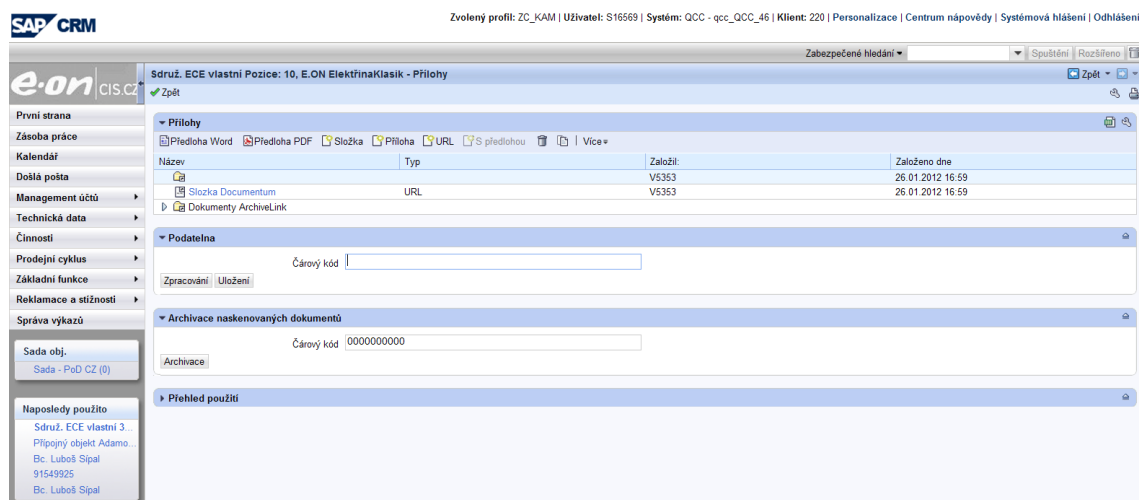 SAP CRM
Zvolený profil: ZC_KAM | Uživatel: S16569 | Systém: QCC - qcc_QCC_46 | Klient: 220 | Personalizace | Centrum nápovědy | Systémová hlášení | Odhlášení
Zabezpečené hledání
Spuštění Rozšířeno
e·on cis.cz
Sdruž. ECE vlastní Pozice: 10, E.ON ElektřinaKlasik - Přílohy
Zpět
Zpět
První strana
Zásoba práce
Kalendář
Došlá pošta
Management účtů
Technická data
Činnosti
Prodejní cyklus
Základní funkce
Reklamace a stížnosti
Správa výkazů
Sada obj.
Sada - PoD CZ (0)
Naposledy použito
Sdruž. ECE vlastní 3...
Přípojný objekt Adamo...
Bc. Luboš Sípal
91549925
Bc. Luboš Sípal
Přílohy
Předloha Word Předloha PDF Složka Příloha URL S předlohou Více
Název Typ Založil: Založeno dne
V5353 26.01.2012 16:59
Slozka Documentum URL V5353 26.01.2012 16:59
Dokumenty ArchiveLink
Podatelna
Čárový kód
Zpracování Uložení
Archivace naskenovaných dokumentů
Čárový kód 0000000000
Archivace
Přehled použití